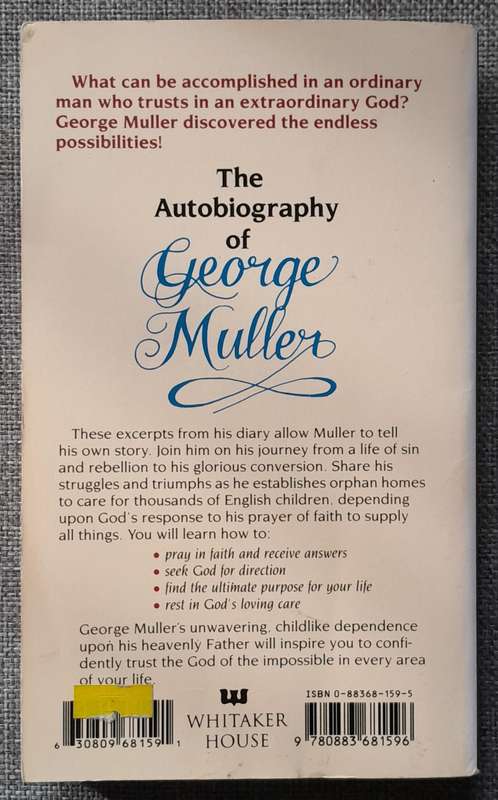 What can be accomplished in an ordinary
man who trusts in an extraordinary God?
George Muller discovered the endless
possibilities!
The
Autobiography
of
George
Muller
These excerpts from his diary allow Muller to tell
his own story. Join him on his journey from a life of sin
and rebellion to his glorious conversion. Share his
struggles and triumphs as he establishes orphan homes
to care for thousands of English children, depending
upon God's response to his prayer of faith to supply
all things. You will learn how to:
• pray in faith and receive answers
• seek God for direction
• find the ultimate purpose for your life
• rest in God's loving care
George Muller's unwavering, childlike dependence
upon his heavenly Father will inspire you to confi-
dently trust the God of the impossible in every area
of your life.
WHITAKER
HOUSE
ISBN 0-88368-159-5
6 30809 68159 1
9 780883 681596